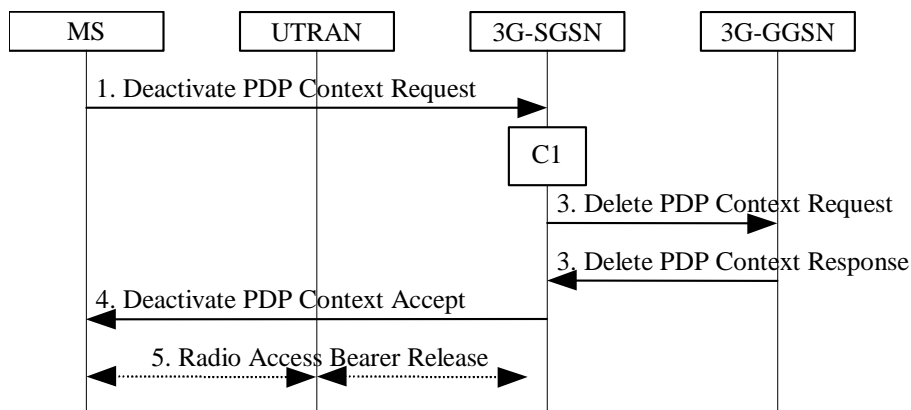 MS
UTRAN
3G-SGSN
3G-GGSN
1. Deactivate PDP Context Request
C1
3. Delete PDP Context Request
3. Delete PDP Context Response
4. Deactivate PDP Context Accept
5. Radio Access Bearer Release